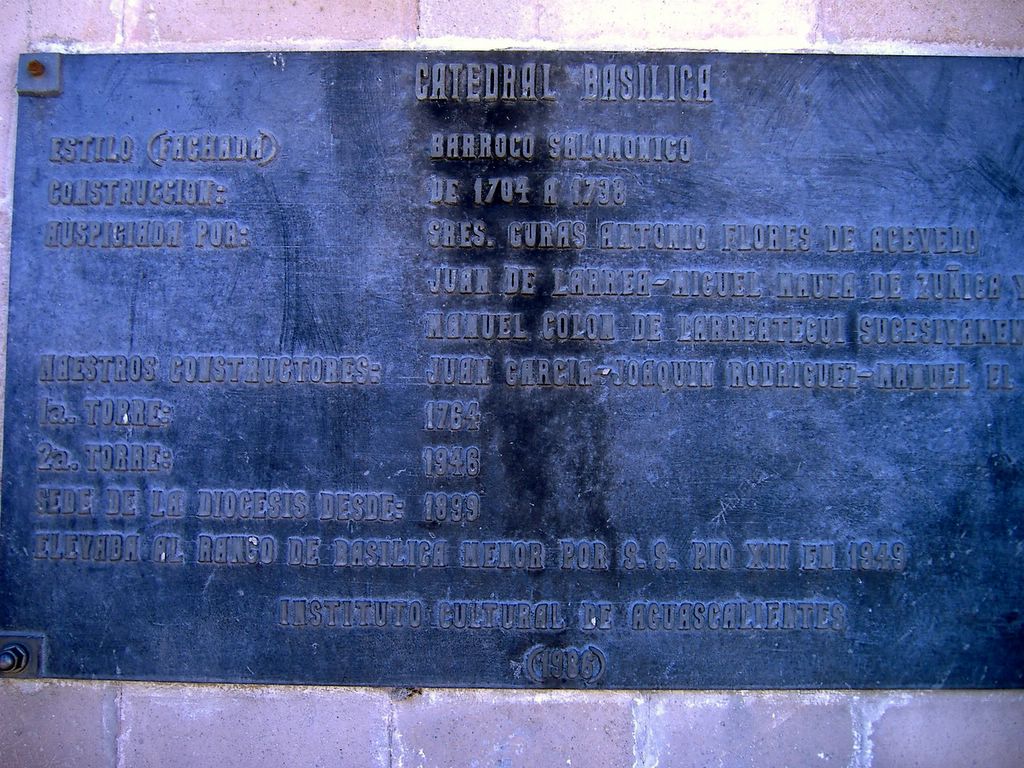 CATEDRAL BASILICA
ESTILO (FACHADA) BARROCO SALOMONICO
CONSTRUCCION: DE 1704 A 1738
AUSPICIADA POR: SRES. CURAS ANTONIO FLORES DE ACEVEDO
JUAN DE LARREA-MIGUEL MAUZA DE ZUÑIGA Y
MANUEL COLON DE LARREATEGUI SUCESIVAMEN
MAESTROS CONSTRUCTORES: JUAN GARCIA-JOAQUIN RODRIGUEZ-MANUEL EL
1a. TORRE: 1764
2a. TORRE: 1946
SEDE DE LA DIOCESIS DESDE: 1899
ELEVADA AL RANGO DE BASILICA MENOR POR S. S. PIO XII EN 1949
INSTITUTO CULTURAL DE AGUASCALIENTES
(1986)